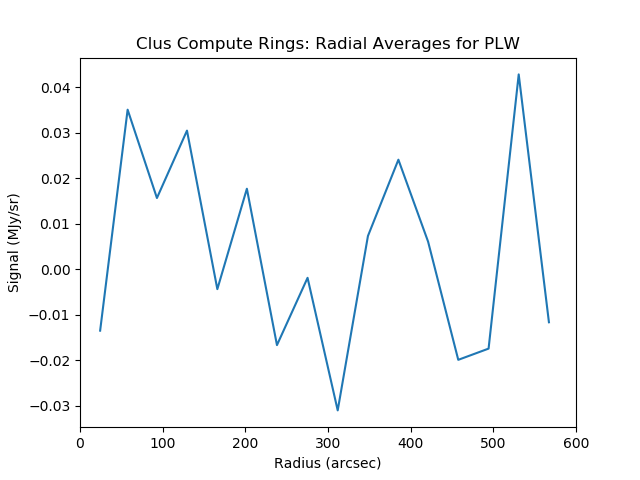 Clus Compute Rings: Radial Averages for PLW
Signal (MJy/sr)
0.04
0.03
0.02
0.01
0.00
−0.01
−0.02
−0.03
0 100 200 300 400 500 600
Radius (arcsec)